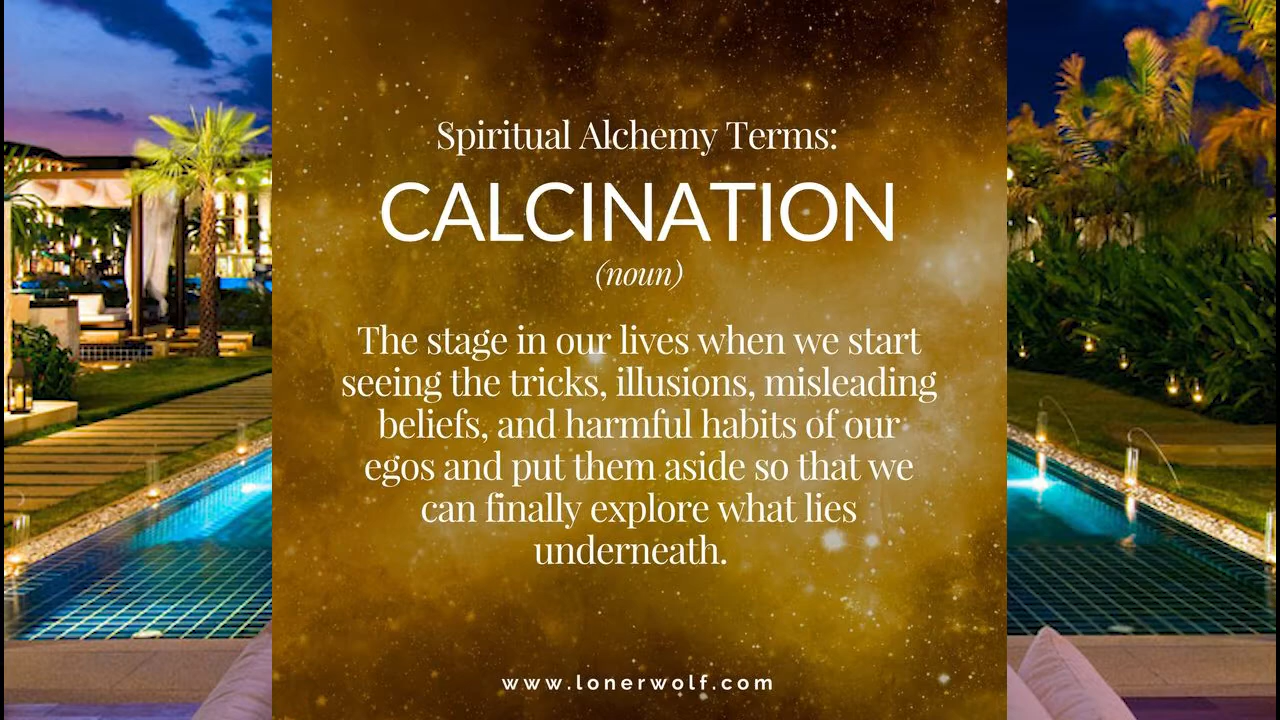 Spiritual Alchemy Terms:
CALCINATION
(noun)
The stage in our lives when we start
seeing the tricks, illusions, misleading
beliefs, and harmful habits of our
egos and put them aside so that we
can finally explore what lies
underneath.
www.lonerwolf.com